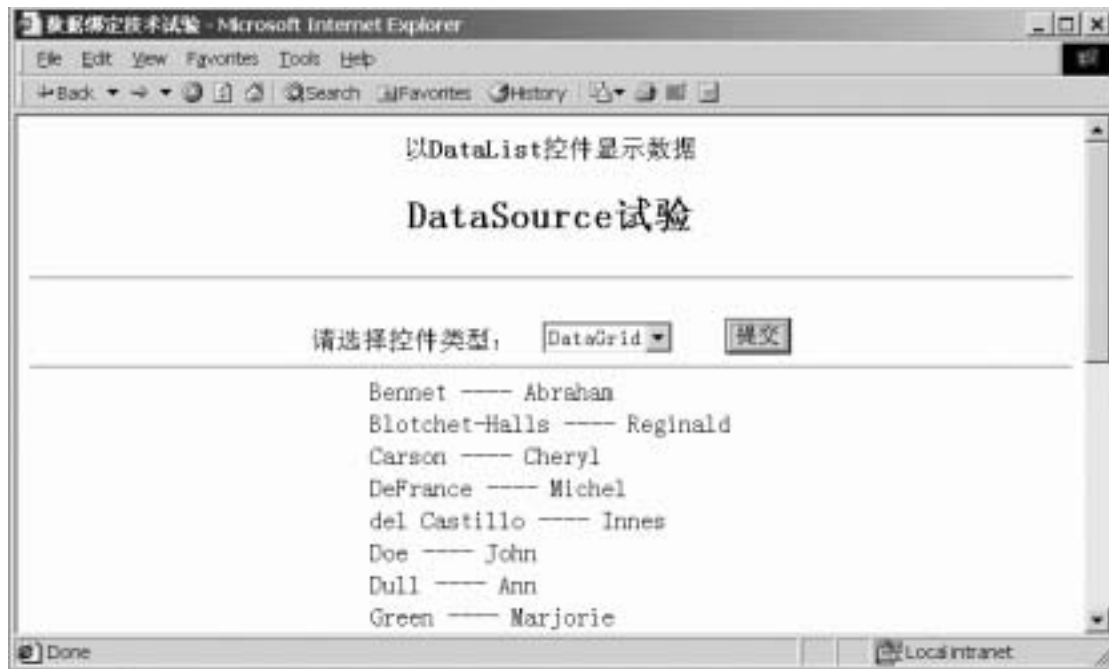 数据绑定技术试验 - Microsoft Internet Explorer
File Edit View Favorites Tools Help
Back Search Favorites History
以DataList控件显示数据
DataSource试验
请选择控件类型： DataGrid 提交
Bennet ---- Abraham
Blotchet-Halls ---- Reginald
Carson ---- Cheryl
DeFrance ---- Michel
del Castillo ---- Innes
Doe ---- John
Dull ---- Ann
Green ---- Marjorie
Done Local intranet